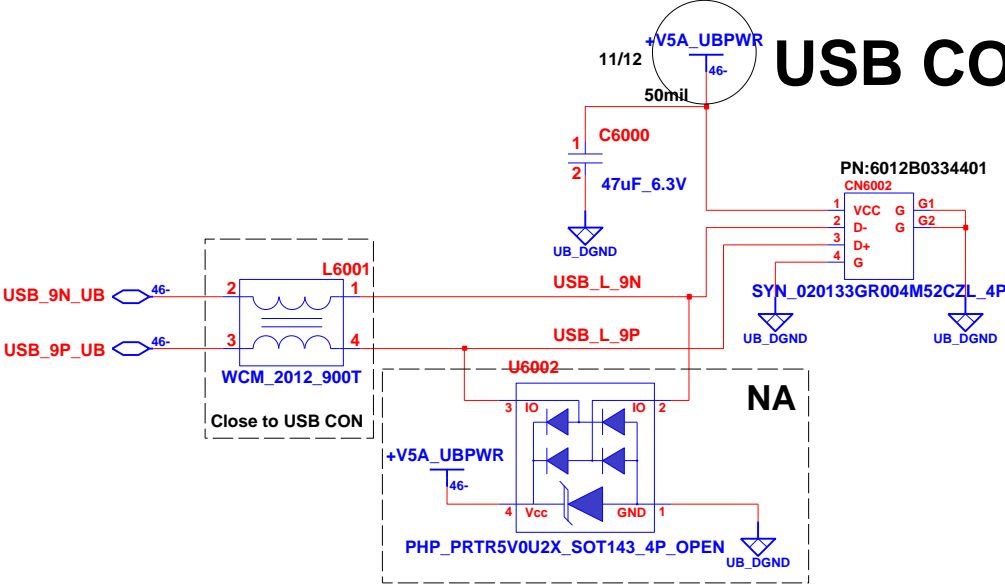 +V5A_UBPWR
11/12
46-
50mil
USB CO
1
C6000
2
47uF_6.3V
UB_DGND
PN:6012B0334401
CN6002
1 VCC G G1
2 D- G G2
3 D+
4 G
SYN_020133GR004M52CZL_4P
UB_DGND
UB_DGND
L6001
USB_9N_UB 46- 2 1 USB_L_9N
USB_9P_UB 46- 3 4 USB_L_9P
WCM_2012_900T
Close to USB CON
U6002
NA
3 IO IO 2
+V5A_UBPWR
46-
4 Vcc GND 1
PHP_PRTR5V0U2X_SOT143_4P_OPEN
UB_DGND